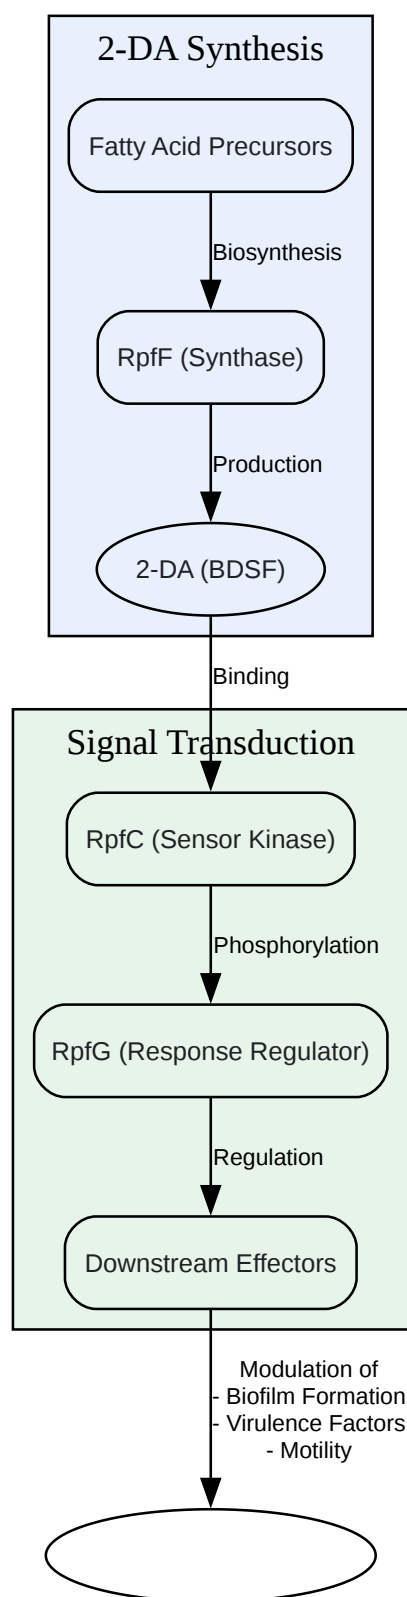 2-DA Synthesis
Fatty Acid Precursors
Biosynthesis
RpfF (Synthase)
Production
2-DA (BDSF)
Binding
Signal Transduction
RpfC (Sensor Kinase)
Phosphorylation
RpfG (Response Regulator)
Regulation
Downstream Effectors
Modulation of
- Biofilm Formation
- Virulence Factors
- Motility